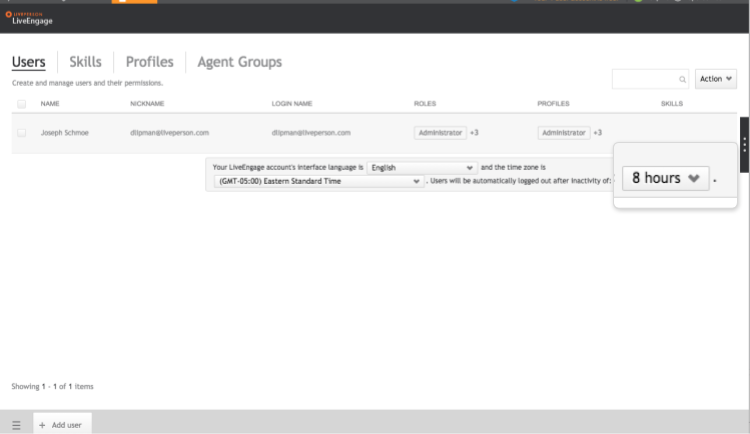 LIVEPERSON
LiveEngage
Users Skills Profiles Agent Groups
Create and manage users and their permissions.
Action
NAME NICKNAME LOGIN NAME ROLES PROFILES SKILLS
Joseph Schmoe dlipman@liveperson.com dlipman@liveperson.com Administrator +3 Administrator +3
Your LiveEngage account's interface language is English and the time zone is
(GMT-05:00) Eastern Standard Time . Users will be automatically logged out after inactivity of:
8 hours .
Showing 1 - 1 of 1 items
+ Add user